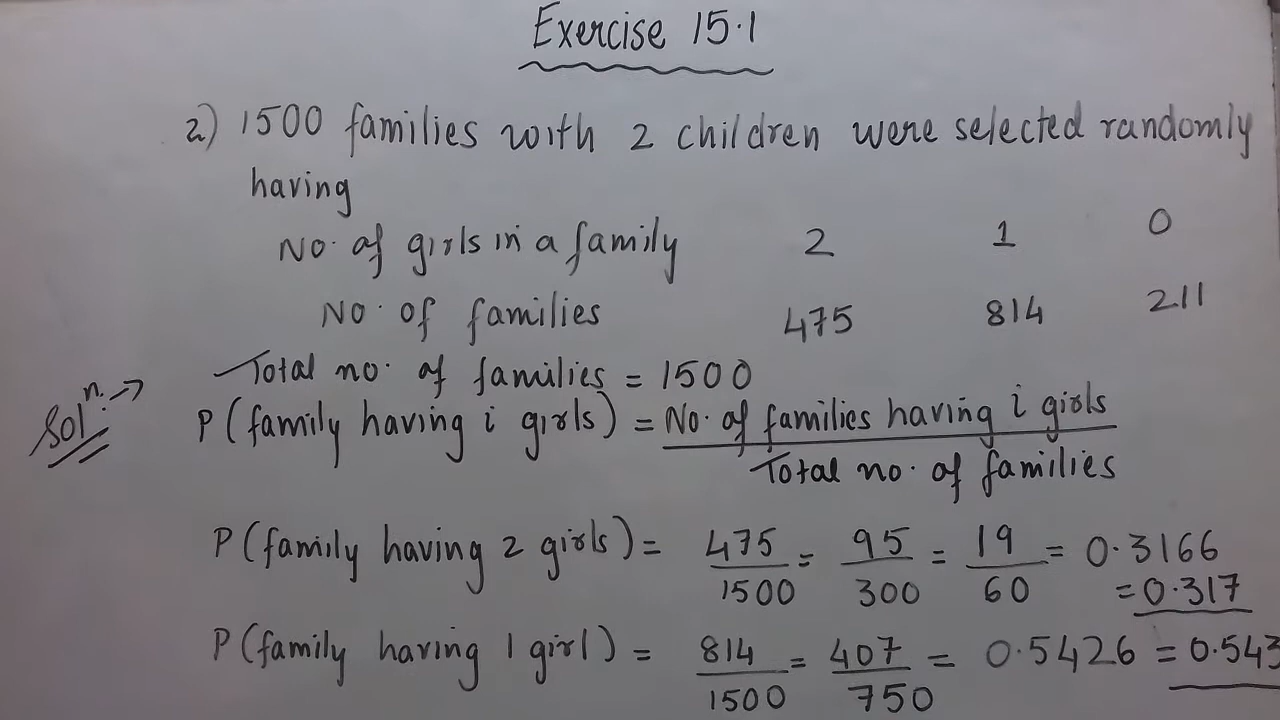 Exercise 15.1
2) 1500 families with 2 children were selected randomly
having
No. of girls in a family 2 1 0
No. of families 475 814 211
Soln. → Total no. of families = 1500
P(family having i girls) = No. of families having i girls / Total no. of families
P(family having 2 girls) = 475/1500 = 95/300 = 19/60 = 0.3166
= 0.317
P(family having 1 girl) = 814/1500 = 407/750 = 0.5426 = 0.543